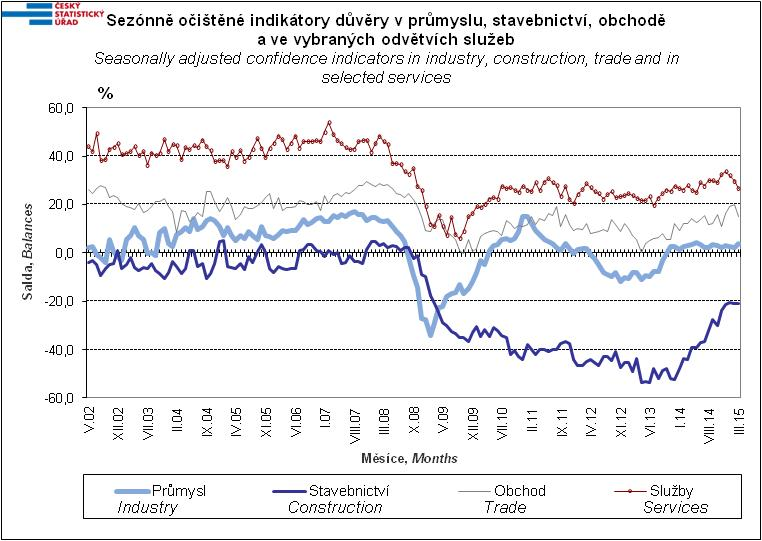 ČESKÝ
STATISTICKÝ
ÚŘAD
Sezónně očištěné indikátory důvěry v průmyslu, stavebnictví, obchodě
a ve vybraných odvětvích služeb
Seasonally adjusted confidence indicators in industry, construction, trade and in
selected services
%
60,0
40,0
20,0
0,0
-20,0
-40,0
-60,0
Salda, Balances
V.02
XII.02
VII.03
II.04
IX.04
IV.05
XI.05
VI.06
I.07
VIII.07
III.08
X.08
V.09
XII.09
VII.10
II.11
IX.11
IV.12
XI.12
VI.13
I.14
VIII.14
III.15
Měsíce, Months
Průmysl
Industry
Stavebnictví
Construction
Obchod
Trade
Služby
Services